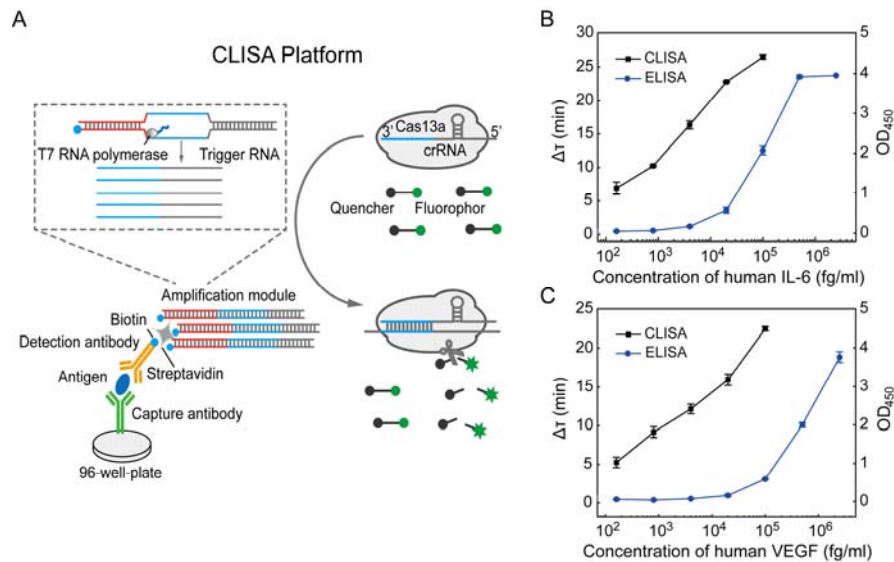 A
CLISA Platform
T7 RNA polymerase
Trigger RNA
3'
Cas13a
5'
crRNA
Quencher
Fluorophor
Amplification module
Biotin
Detection antibody
Streptavidin
Antigen
Capture antibody
96-well-plate
B
30
25
20
15
10
5
0
Δτ (min)
CLISA
ELISA
5
4
3
2
1
0
OD450
10² 10³ 10⁴ 10⁵ 10⁶
Concentration of human IL-6 (fg/ml)
C
25
20
15
10
5
0
Δτ (min)
CLISA
ELISA
5
4
3
2
1
0
OD450
10² 10³ 10⁴ 10⁵ 10⁶
Concentration of human VEGF (fg/ml)